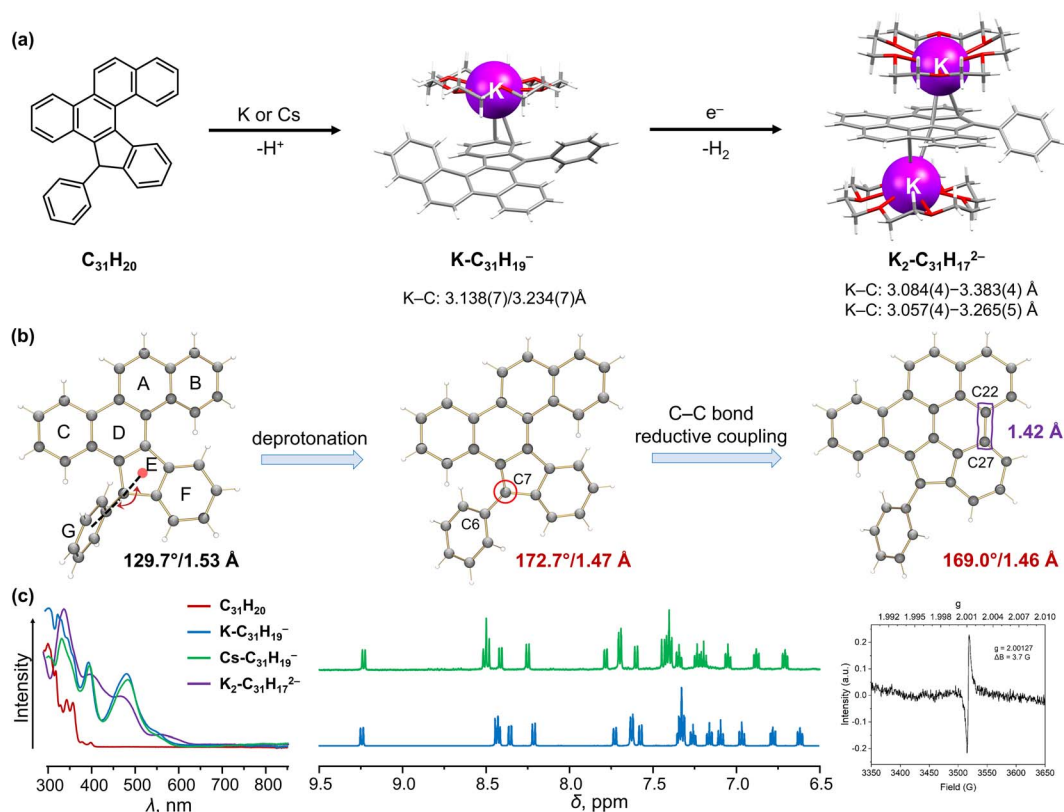 (a)
K or Cs
-H⁺
e⁻
-H₂
K
K
K
C₃₁H₂₀
K-C₃₁H₁₉⁻
K₂-C₃₁H₁₇²⁻
K–C: 3.138(7)/3.234(7)Å
K–C: 3.084(4)−3.383(4) Å
K–C: 3.057(4)−3.265(5) Å
(b)
A
B
C
D
E
F
G
129.7°/1.53 Å
deprotonation
C7
C6
172.7°/1.47 Å
C–C bond
reductive coupling
C22
C27
1.42 Å
169.0°/1.46 Å
(c)
Intensity
C₃₁H₂₀
K-C₃₁H₁₉⁻
Cs-C₃₁H₁₉⁻
K₂-C₃₁H₁₇²⁻
300 400 500 600 700 800
λ, nm
9.5 9.0 8.5 8.0 7.5 7.0 6.5
δ, ppm
g
1.992 1.995 1.998 2.001 2.004 2.007 2.010
g = 2.00127
ΔB = 3.7 G
Intensity (a.u.)
0.2
0.1
0.0
-0.1
-0.2
3350 3400 3450 3500 3550 3600 3650
Field (G)